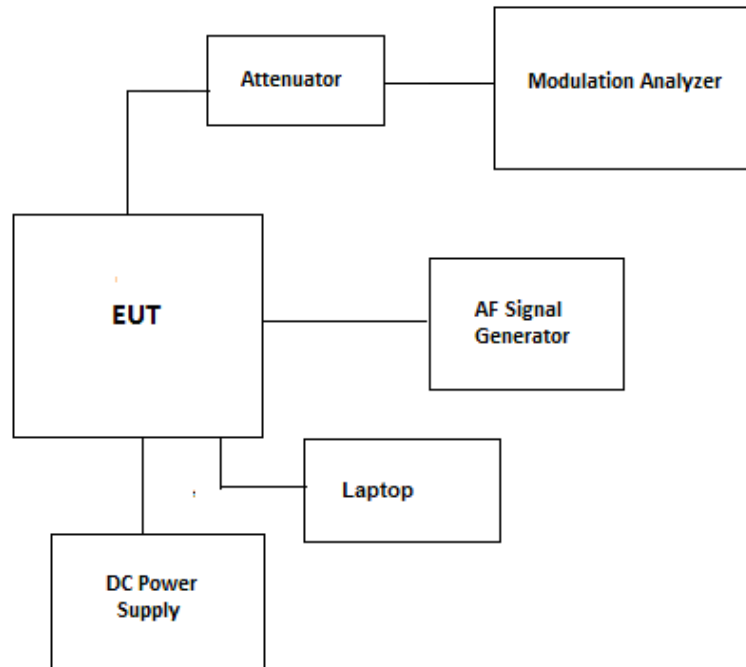 Attenuator
Modulation Analyzer
EUT
AF Signal
Generator
Laptop
DC Power
Supply